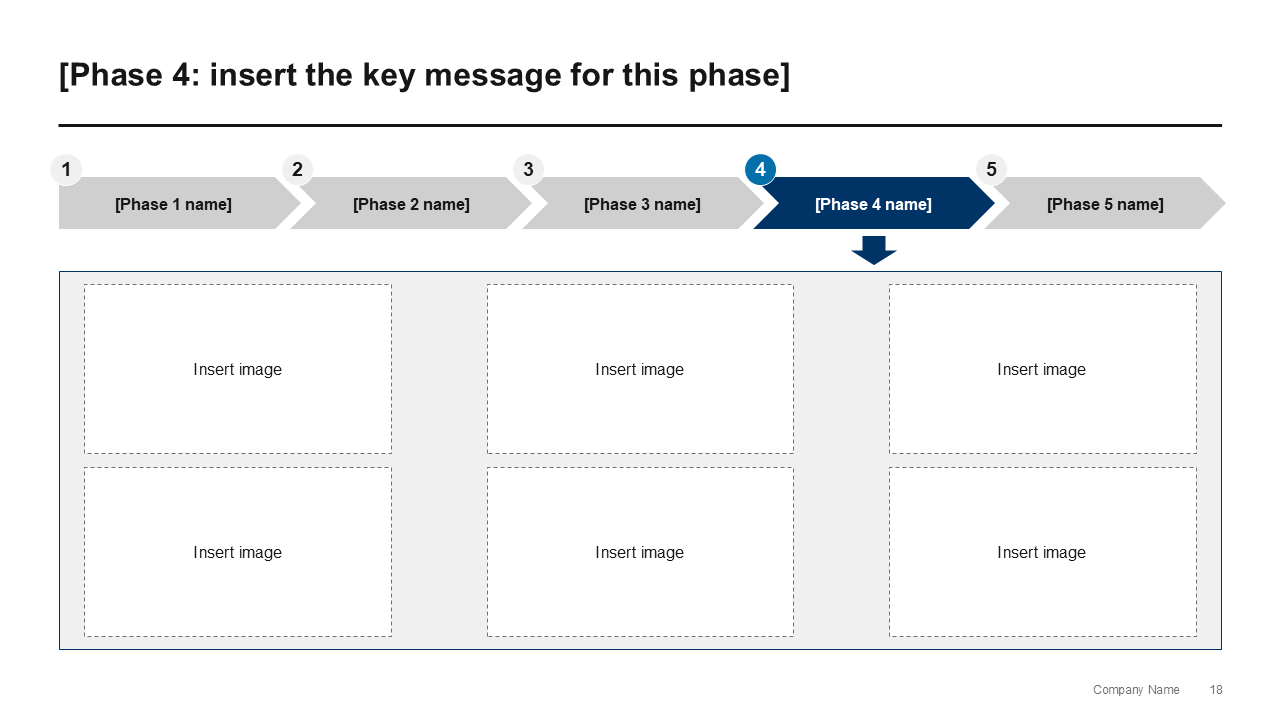 [Phase 4: insert the key message for this phase]
1
2
3
4
5
[Phase 1 name]
[Phase 2 name]
[Phase 3 name]
[Phase 4 name]
[Phase 5 name]
Insert image
Insert image
Insert image
Insert image
Insert image
Insert image
Company Name
18